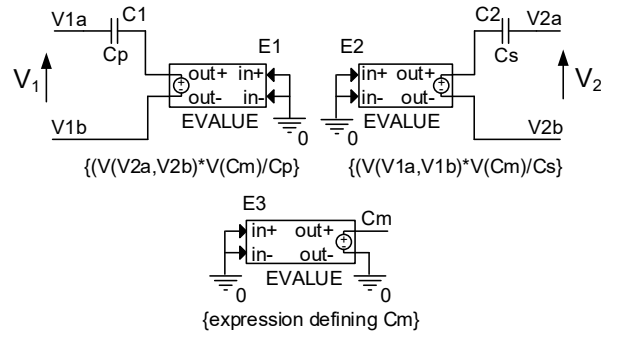 V1a C1 C2 V2a
Cp E1 E2 Cs
V1 out+ in+ in+ out+ V2
out- in- in- out-
V1b EVALUE 0 0 EVALUE V2b
{(V(V2a,V2b)*V(Cm)/Cp} {(V(V1a,V1b)*V(Cm)/Cs}
E3
Cm
in+ out+
in- out-
0 EVALUE 0
{expression defining Cm}